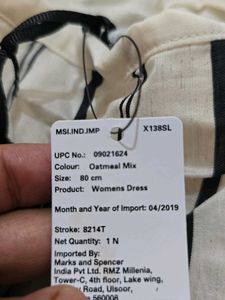 MSI.IND.IMP X138SL
UPC No.: 09021624
Colour: Oatmeal Mix
Size: 80 cm
Product: Womens Dress
Month and Year of Import: 04/2019
Stroke: 8214T
Net Quantity: 1 N
Imported By:
Marks and Spencer
India Pvt Ltd. RMZ Millenia,
Tower-C, 4th floor, Lake wing,
Road, Ulsoor,
560008